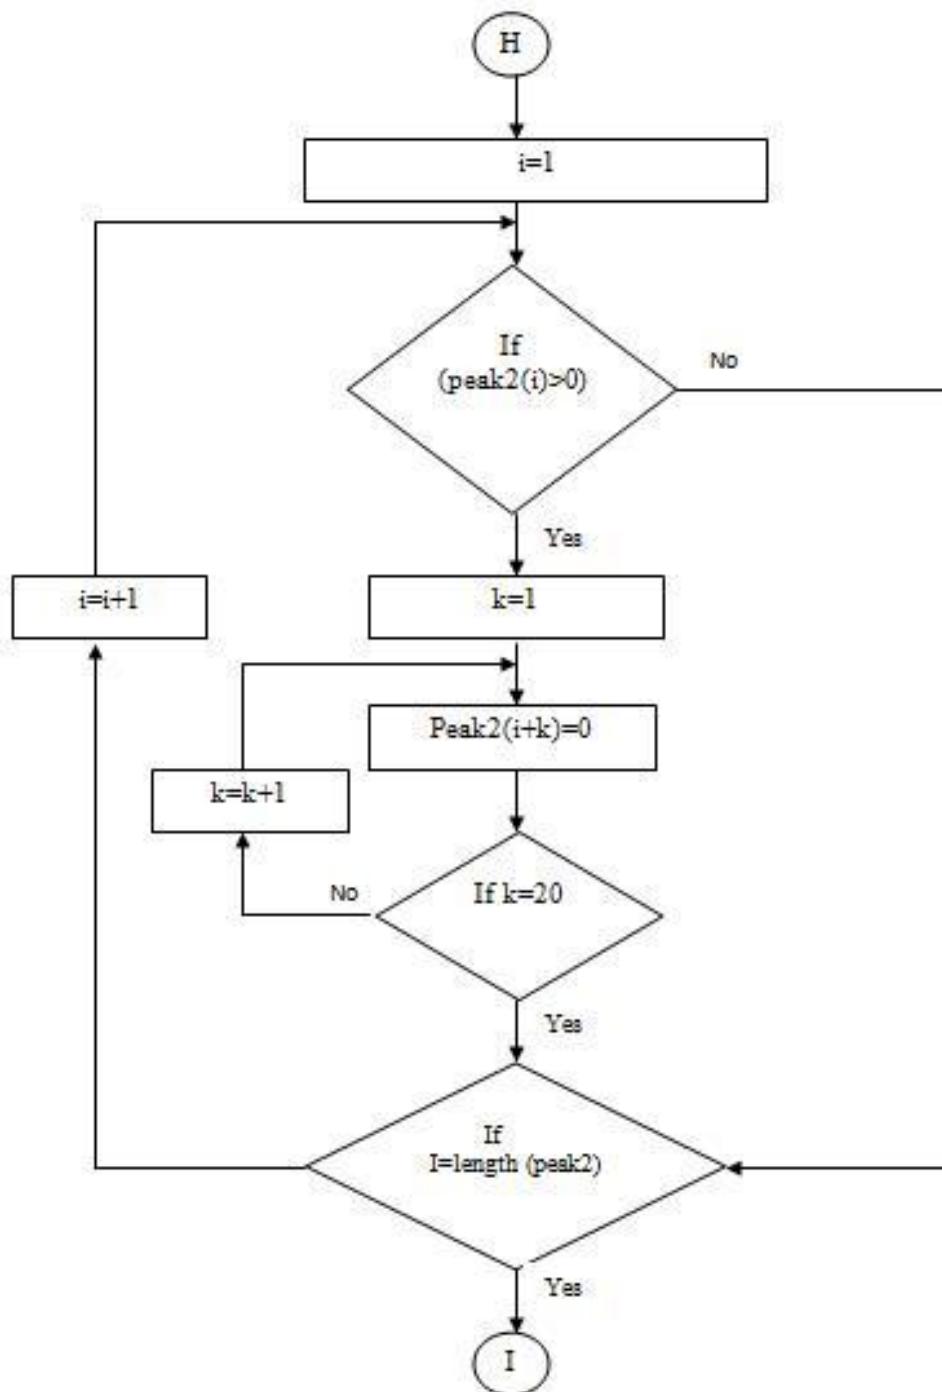 H
i=1
If
(peak2(i)>0)
No
Yes
i=i+1
k=1
Peak2(i+k)=0
k=k+1
If k=20
No
Yes
If
I=length (peak2)
Yes
I